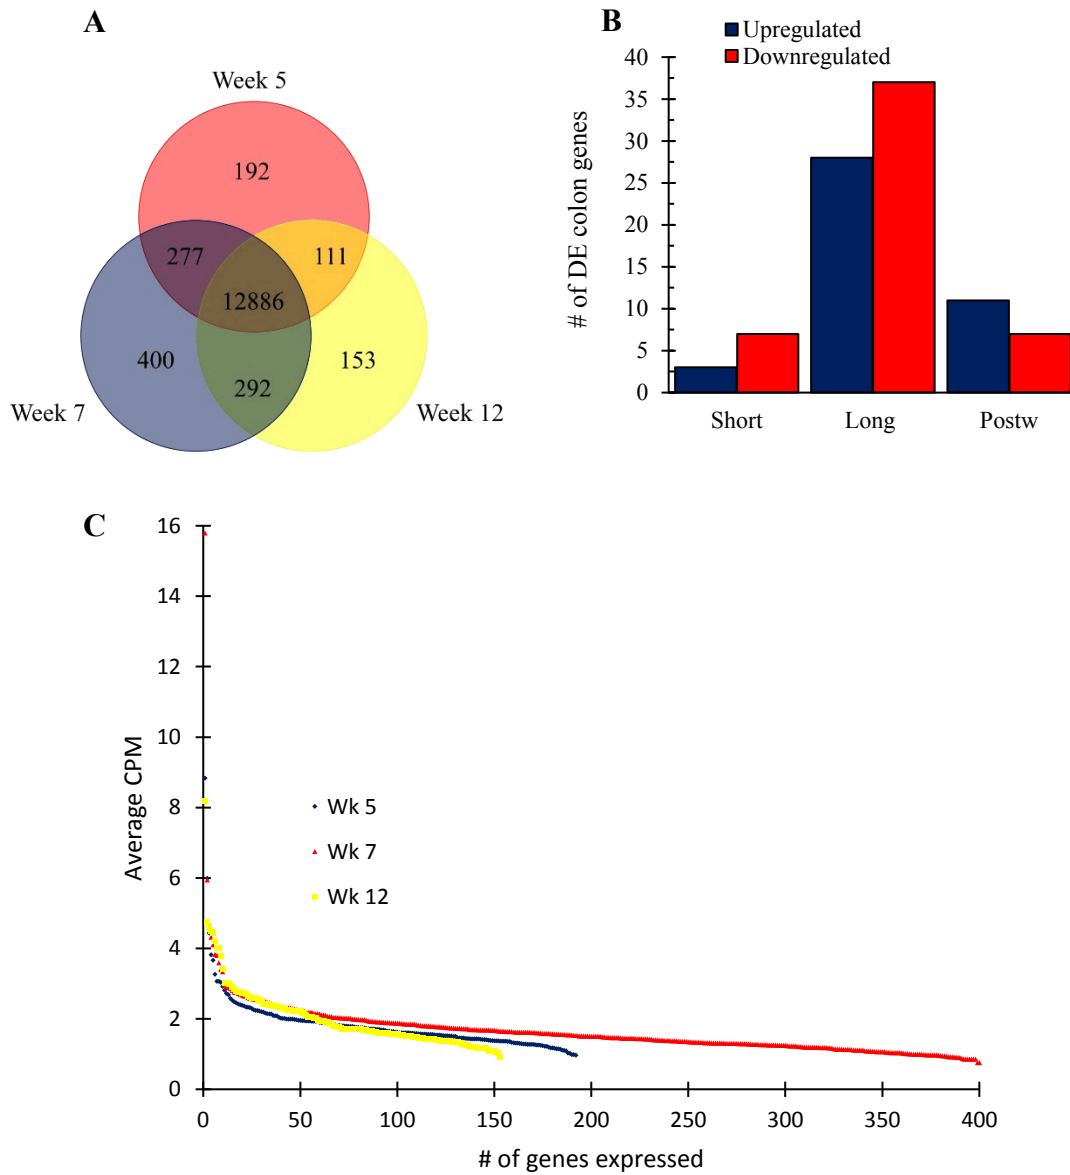 A
Week 5
192
277
111
12886
400
153
292
Week 7
Week 12
B
Upregulated
Downregulated
# of DE colon genes
40
35
30
25
20
15
10
5
0
Short Long Postw
C
Average CPM
16
14
12
10
8
6
4
2
0
Wk 5
Wk 7
Wk 12
0 50 100 150 200 250 300 350 400
# of genes expressed